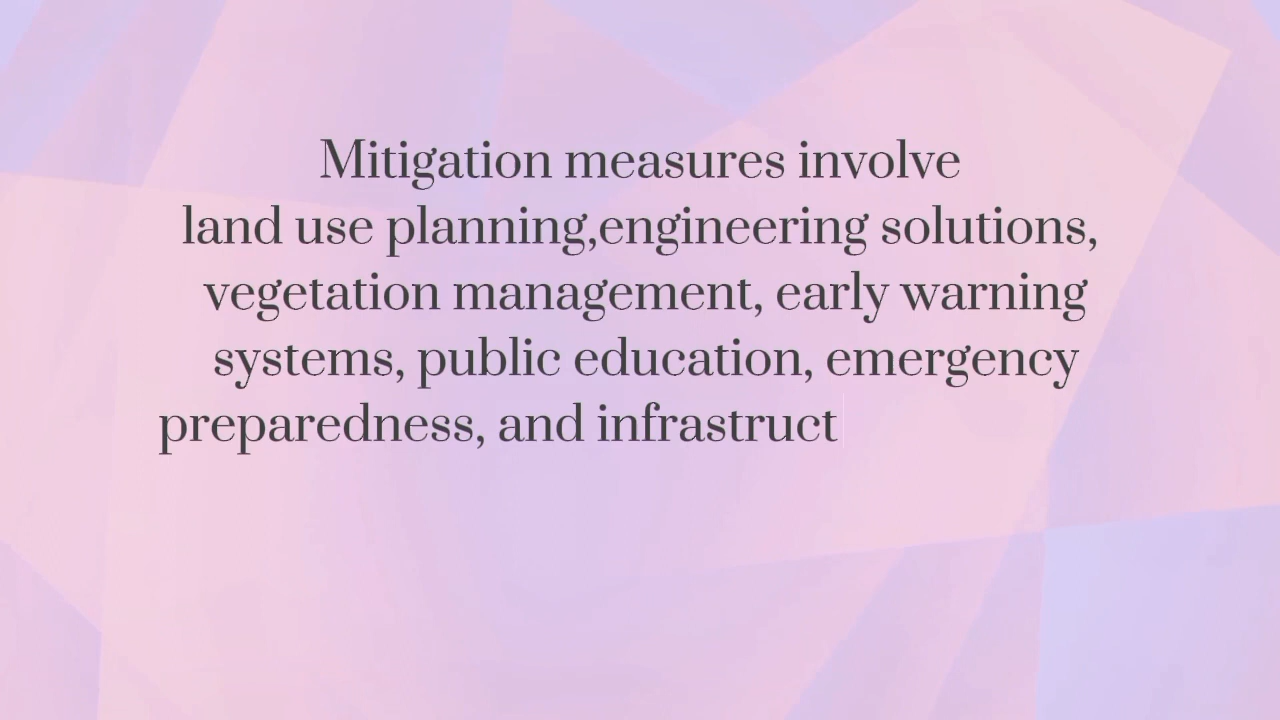 Mitigation measures involve
land use planning,engineering solutions,
vegetation management, early warning
systems, public education, emergency
preparedness, and infrastruct